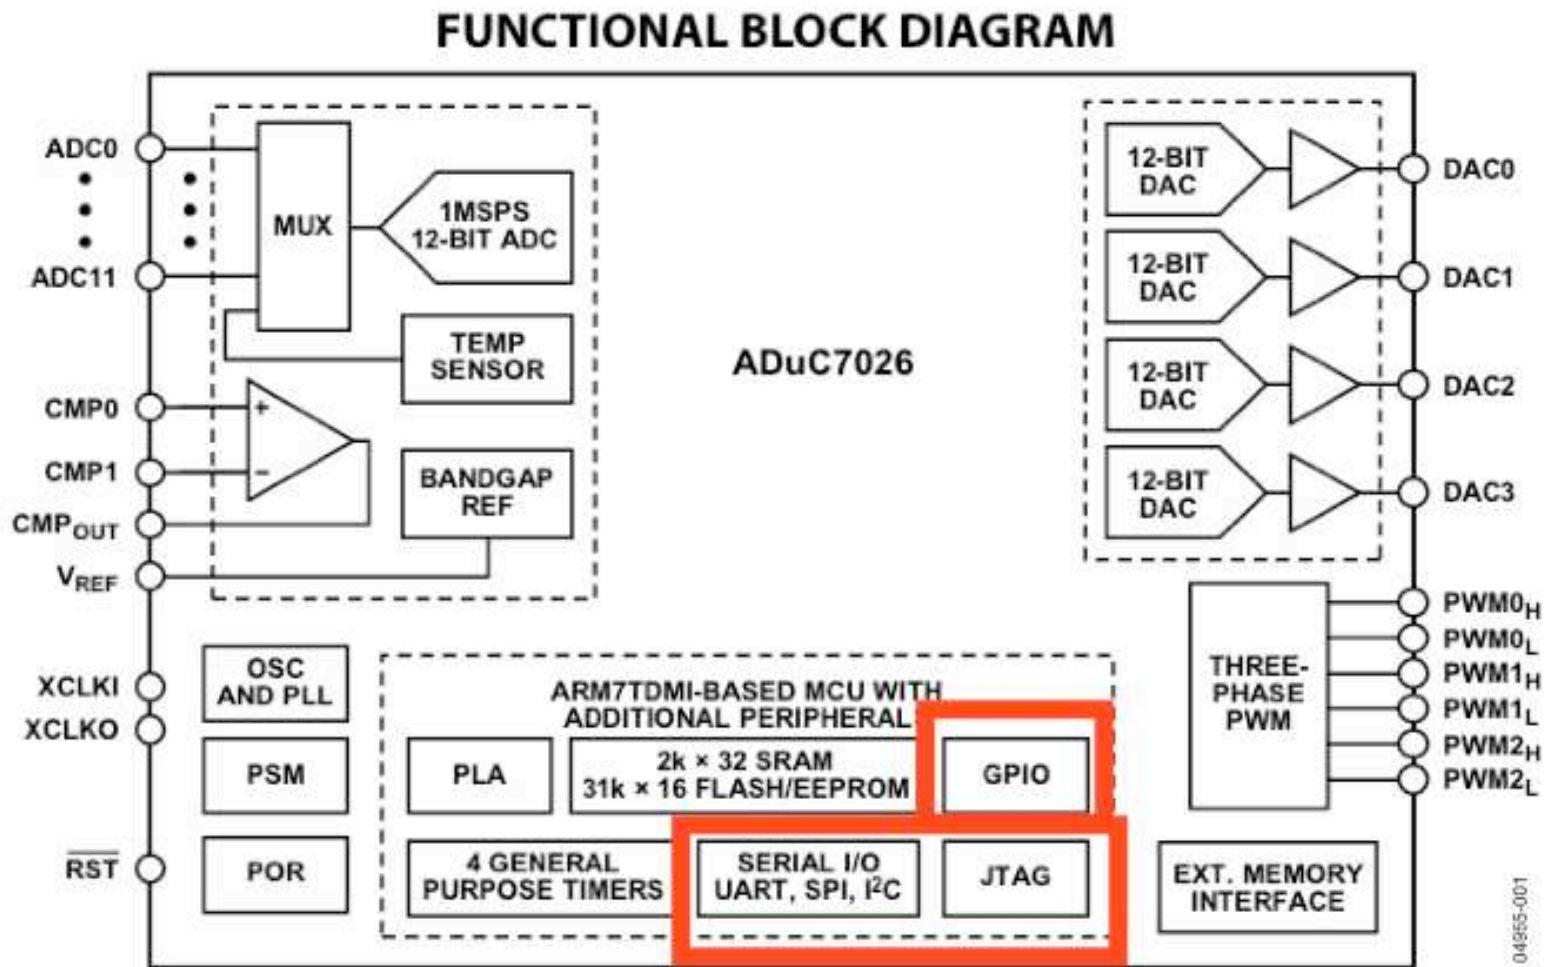 FUNCTIONAL BLOCK DIAGRAM
ADC0
ADC11
CMP0
CMP1
CMPOUT
VREF
XCLKI
XCLKO
RST
MUX
1MSPS
12-BIT ADC
TEMP
SENSOR
+
−
BANDGAP
REF
ADuC7026
12-BIT
DAC
12-BIT
DAC
12-BIT
DAC
12-BIT
DAC
DAC0
DAC1
DAC2
DAC3
THREE-
PHASE
PWM
PWM0H
PWM0L
PWM1H
PWM1L
PWM2H
PWM2L
OSC
AND PLL
PSM
POR
ARM7TDMI-BASED MCU WITH
ADDITIONAL PERIPHERAL
PLA
2k × 32 SRAM
31k × 16 FLASH/EEPROM
GPIO
4 GENERAL
PURPOSE TIMERS
SERIAL I/O
UART, SPI, I²C
JTAG
EXT. MEMORY
INTERFACE
04955-001